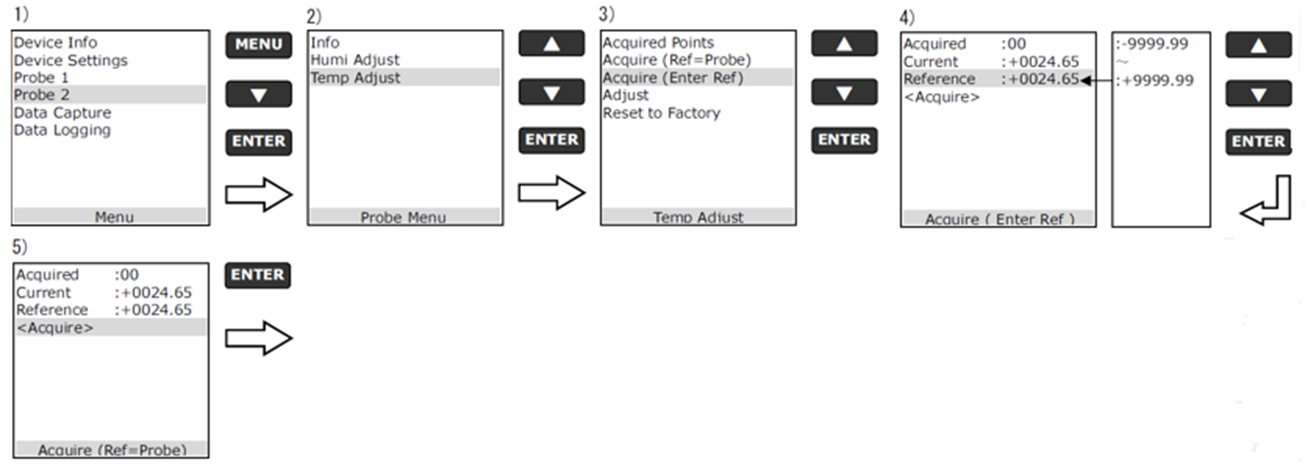 1)
Device Info
Device Settings
Probe 1
Probe 2
Data Capture
Data Logging
Menu
MENU
▼
ENTER
2)
Info
Humi Adjust
Temp Adjust
Probe Menu
▲
▼
ENTER
3)
Acquired Points
Acquire (Ref=Probe)
Acquire (Enter Ref)
Adjust
Reset to Factory
Temp Adjust
▲
▼
ENTER
4)
Acquired :00
Current :+0024.65
Reference :+0024.65
<Acquire>
Acquire ( Enter Ref )
:-9999.99
~
:+9999.99
▲
▼
ENTER
5)
Acquired :00
Current :+0024.65
Reference :+0024.65
<Acquire>
Acquire (Ref=Probe)
ENTER